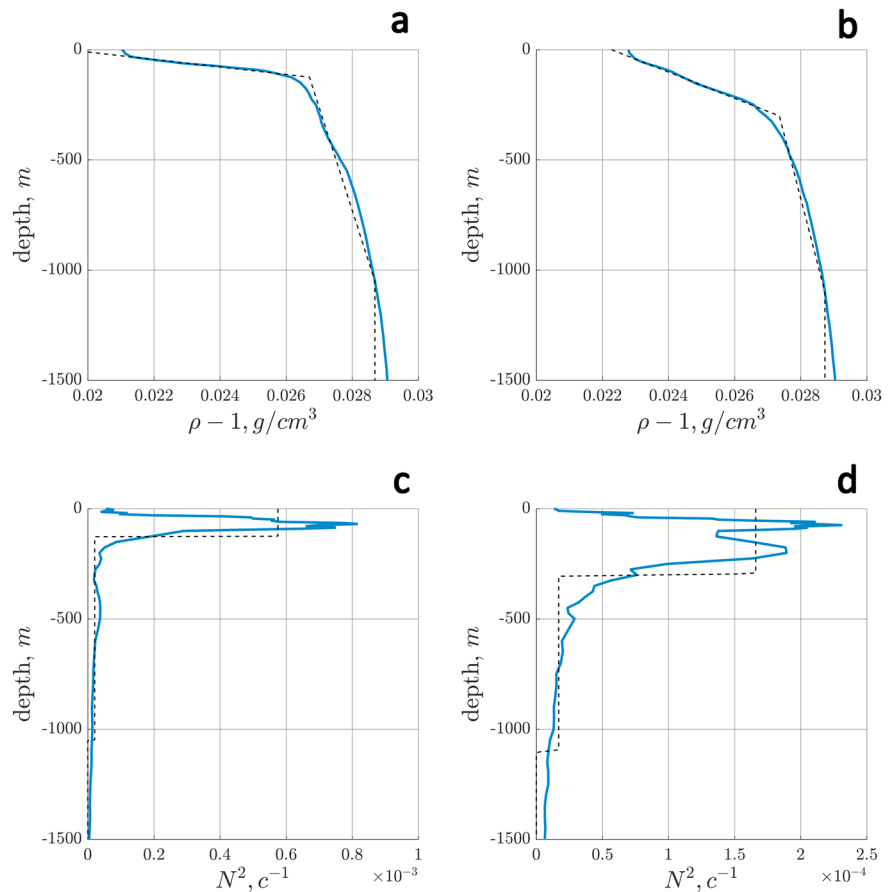 a
b
0
-500
-1000
-1500
depth, m
0.02 0.022 0.024 0.026 0.028 0.03
ρ − 1, g/cm³
0
-500
-1000
-1500
depth, m
0.02 0.022 0.024 0.026 0.028 0.03
ρ − 1, g/cm³
c
d
0
-500
-1000
-1500
depth, m
0 0.2 0.4 0.6 0.8 1
N², c⁻¹
×10⁻³
0
-500
-1000
-1500
depth, m
0 0.5 1 1.5 2 2.5
N², c⁻¹
×10⁻⁴